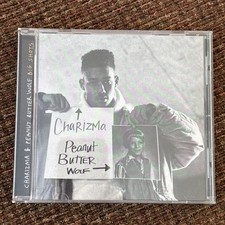 CHARIZMA & PEANUT BUTTER WOLF BIG SHOTS
CHARIZMA
Peanut
BUTTER
WOLF